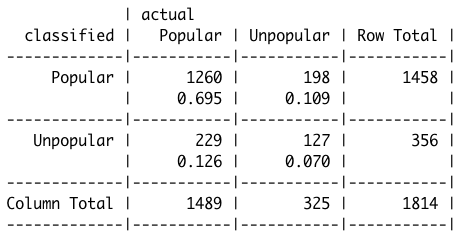 | actual
  classified |    Popular |  Unpopular |  Row Total |
-------------|-----------|-----------|-----------|
     Popular |      1260 |       198 |      1458 |
             |     0.695 |     0.109 |           |
-------------|-----------|-----------|-----------|
   Unpopular |       229 |       127 |       356 |
             |     0.126 |     0.070 |           |
-------------|-----------|-----------|-----------|
Column Total |      1489 |       325 |      1814 |
-------------|-----------|-----------|-----------|